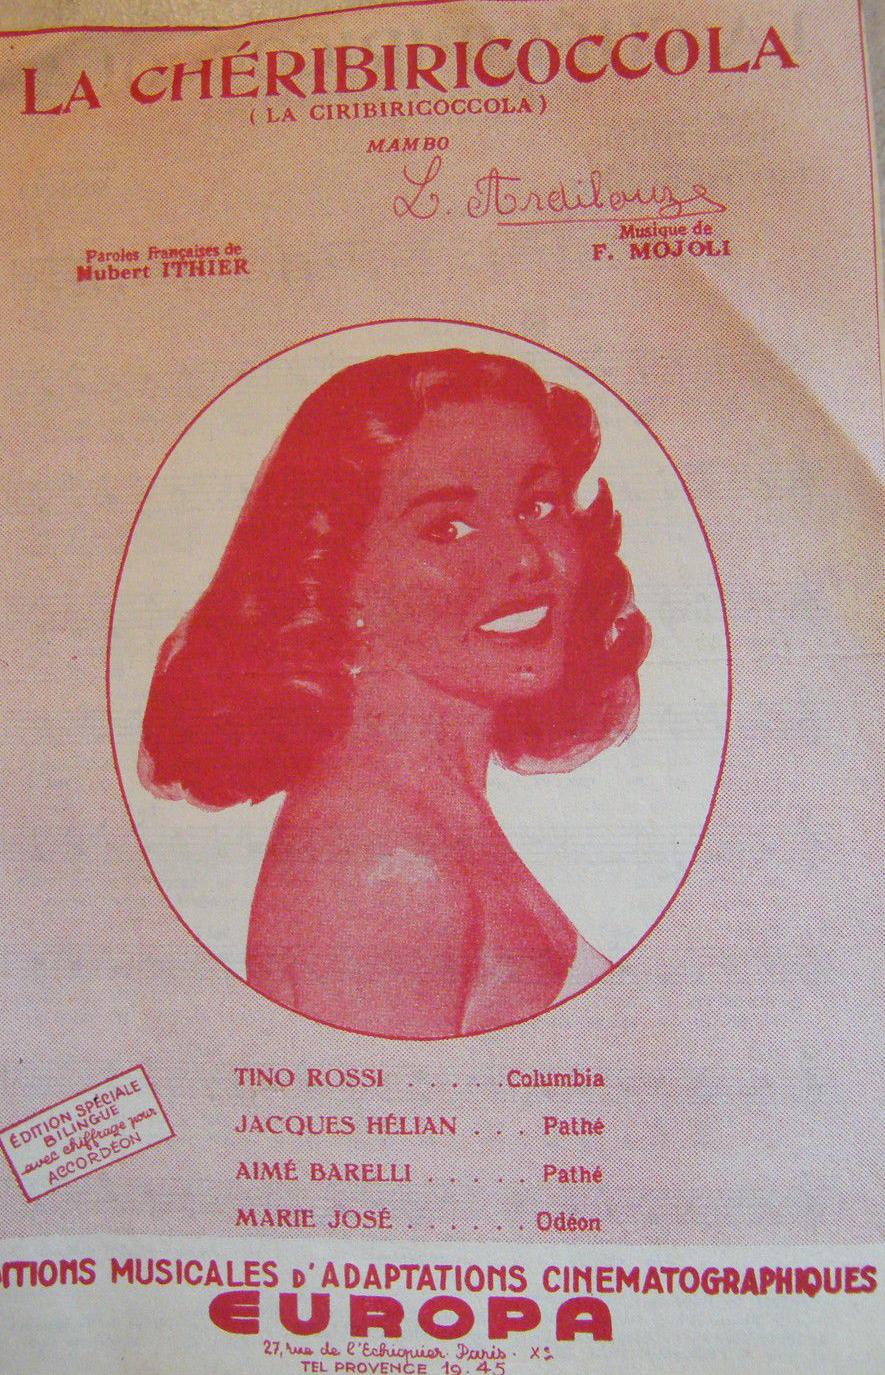 LA CHÉRIBIRICOCCOLA
(LA CIRIBIRICOCCOLA)
MAMBO
L. Ardilouze
Paroles Françaises de
Hubert ITHIER
Musique de
F. MOJOLI
TINO ROSSI . . . . . Columbia
JACQUES HÉLIAN . . . Pathé
AIMÉ BARELLI . . . . . Pathé
MARIE JOSÉ . . . . . . Odéon
ÉDITION SPÉCIALE
BILINGUE
avec chiffrage pour
ACCORDÉON
ITIONS MUSICALES D'ADAPTATIONS CINEMATOGRAPHIQUES
EUROPA
27, rue de l'Echiquier Paris - Xe
TEL PROVENCE 19.45